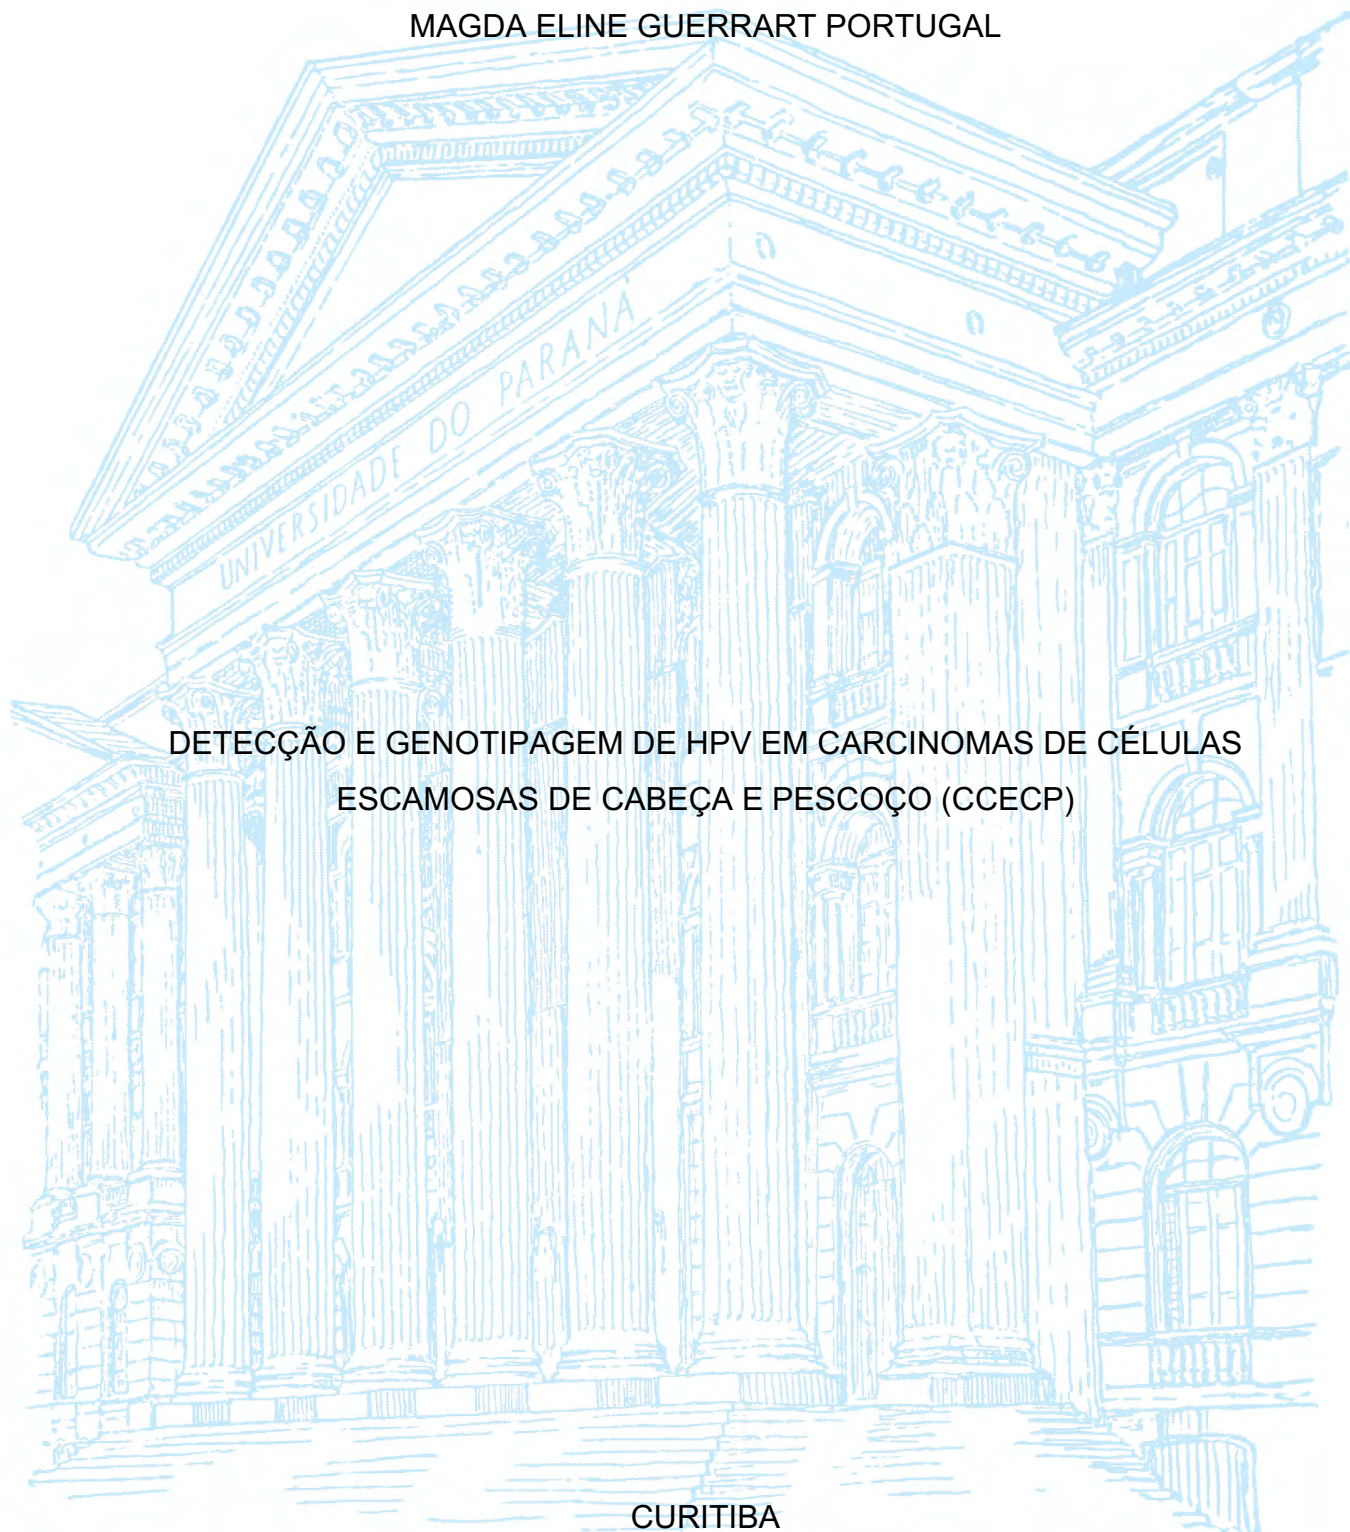 MAGDA ELINE GUERRART PORTUGAL
UNIVERSIDADE DO PARANÁ
DETECÇÃO E GENOTIPAGEM DE HPV EM CARCINOMAS DE CÉLULAS
ESCAMOSAS DE CABEÇA E PESCOÇO (CCECP)
CURITIBA